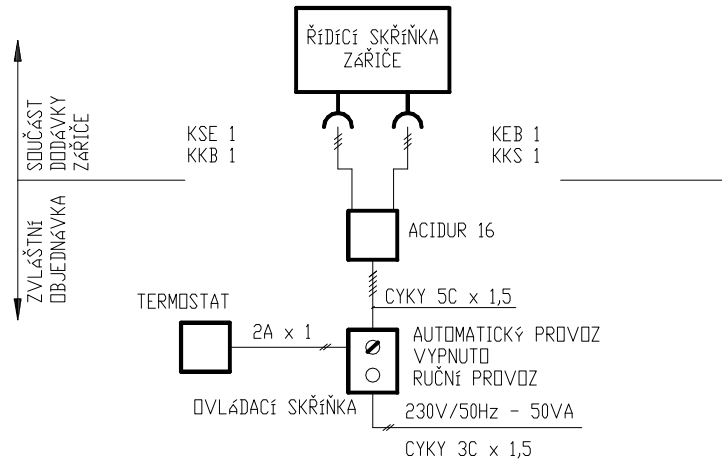 ŘÍDÍCÍ SKŘÍŇKA
ZÁŘIČE
SOUČÁST
DODÁVKY
ZÁŘIČE
KSE 1
KKB 1
KEB 1
KKS 1
ZVLÁŠTNÍ
OBJEDNÁVKA
ACIDUR 16
CYKY 5C x 1,5
TERMOSTAT
2A x 1
AUTOMATICKÝ PROVOZ
VYPNUTO
RUČNÍ PROVOZ
OVLÁDACÍ SKŘÍŇKA
230V/50Hz - 50VA
CYKY 3C x 1,5